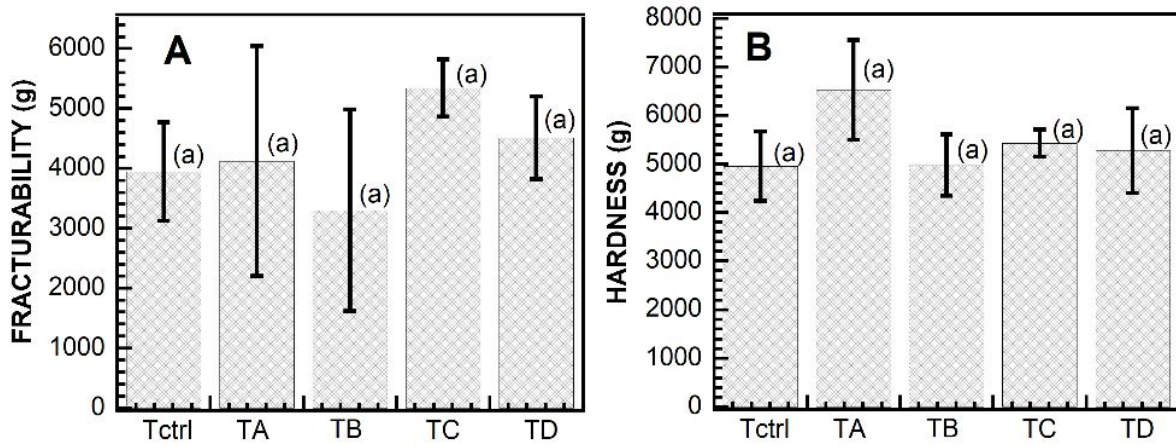 A
FRACTURABILITY (g)
6000
5000
4000
3000
2000
1000
0
(a)
(a)
(a)
(a)
(a)
Tctrl TA TB TC TD
B
HARDNESS (g)
8000
7000
6000
5000
4000
3000
2000
1000
0
(a)
(a)
(a)
(a)
(a)
Tctrl TA TB TC TD